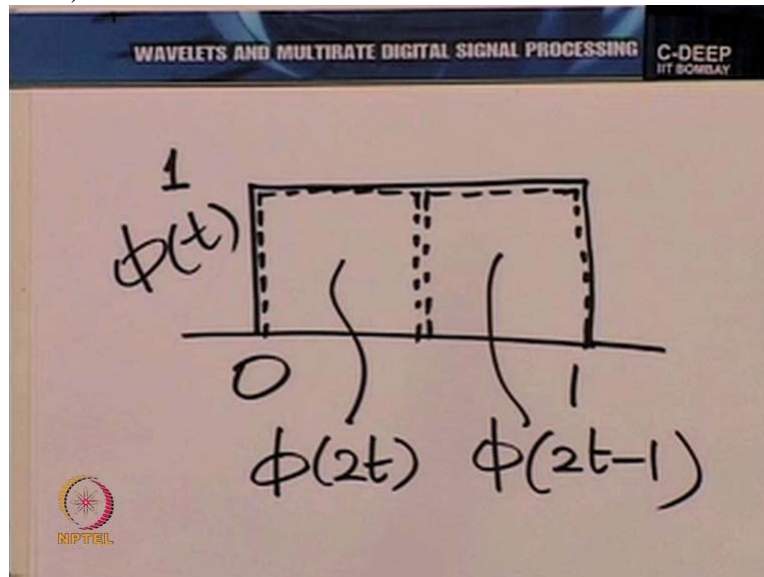 WAVELETS AND MULTIRATE DIGITAL SIGNAL PROCESSING
C-DEEP
IIT BOMBAY
1
ϕ(t)
0 1
ϕ(2t) ϕ(2t-1)
NPTEL